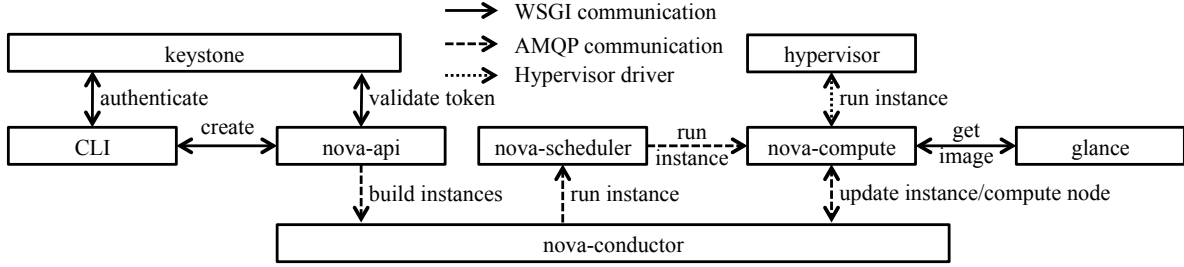 WSGI communication
AMQP communication
Hypervisor driver
keystone
hypervisor
authenticate
validate token
run instance
CLI
create
nova-api
nova-scheduler
run
instance
nova-compute
get
image
glance
build instances
run instance
update instance/compute node
nova-conductor